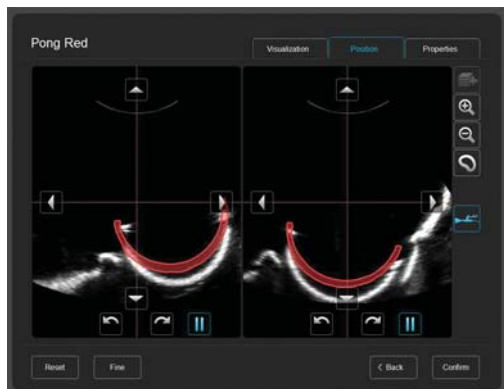 Pong Red
Visualization
Position
Properties
Reset
Fine
< Back
Confirm